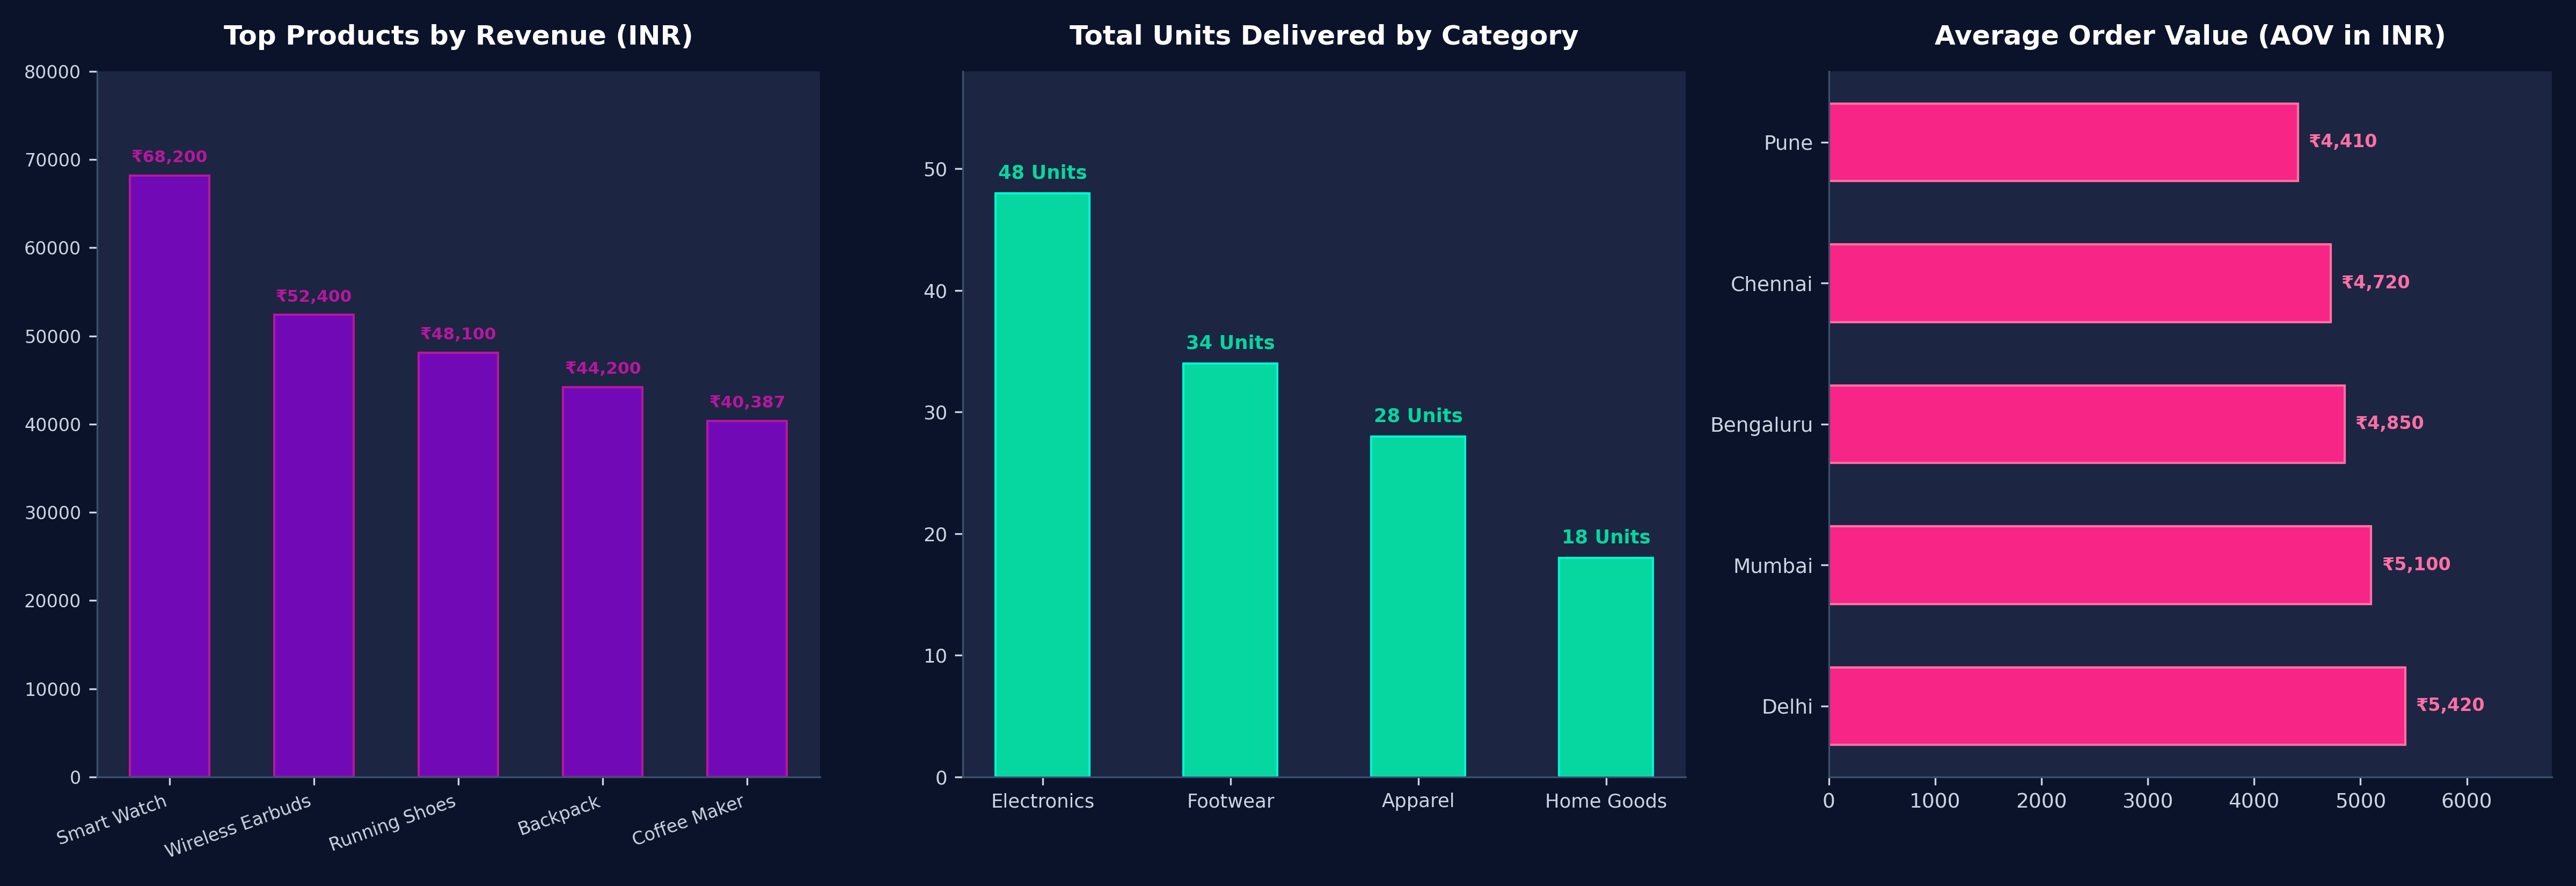 Top Products by Revenue (INR)
80000
70000
60000
50000
40000
30000
20000
10000
0
₹68,200
₹52,400
₹48,100
₹44,200
₹40,387
Smart Watch
Wireless Earbuds
Running Shoes
Backpack
Coffee Maker
Total Units Delivered by Category
50
40
30
20
10
0
48 Units
34 Units
28 Units
18 Units
Electronics
Footwear
Apparel
Home Goods
Average Order Value (AOV in INR)
Pune
₹4,410
Chennai
₹4,720
Bengaluru
₹4,850
Mumbai
₹5,100
Delhi
₹5,420
0
1000
2000
3000
4000
5000
6000